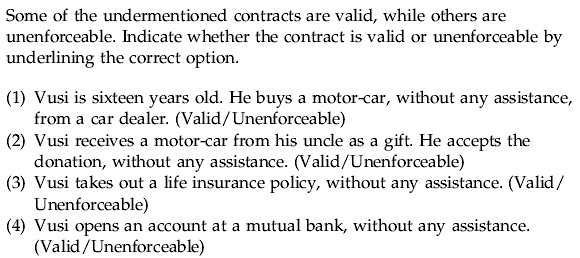 Some of the undermentioned contracts are valid, while others are
unenforceable. Indicate whether the contract is valid or unenforceable by
underlining the correct option.
(1) Vusi is sixteen years old. He buys a motor-car, without any assistance,
from a car dealer. (Valid/Unenforceable)
(2) Vusi receives a motor-car from his uncle as a gift. He accepts the
donation, without any assistance. (Valid/Unenforceable)
(3) Vusi takes out a life insurance policy, without any assistance. (Valid/
Unenforceable)
(4) Vusi opens an account at a mutual bank, without any assistance.
(Valid/Unenforceable)